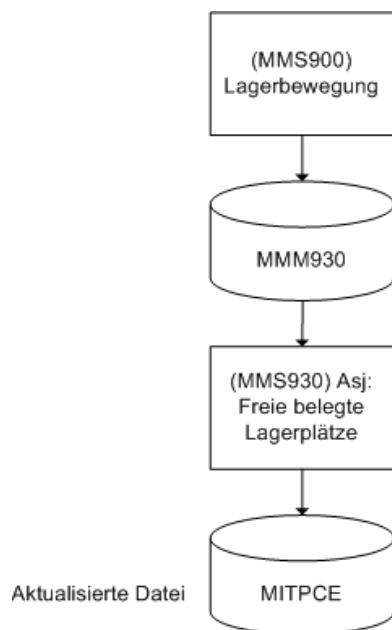 (MMS900)
Lagerbewegung
MMM930
(MMS930) Asj:
Freie belegte
Lagerplätze
Aktualisierte Datei
MITPCE